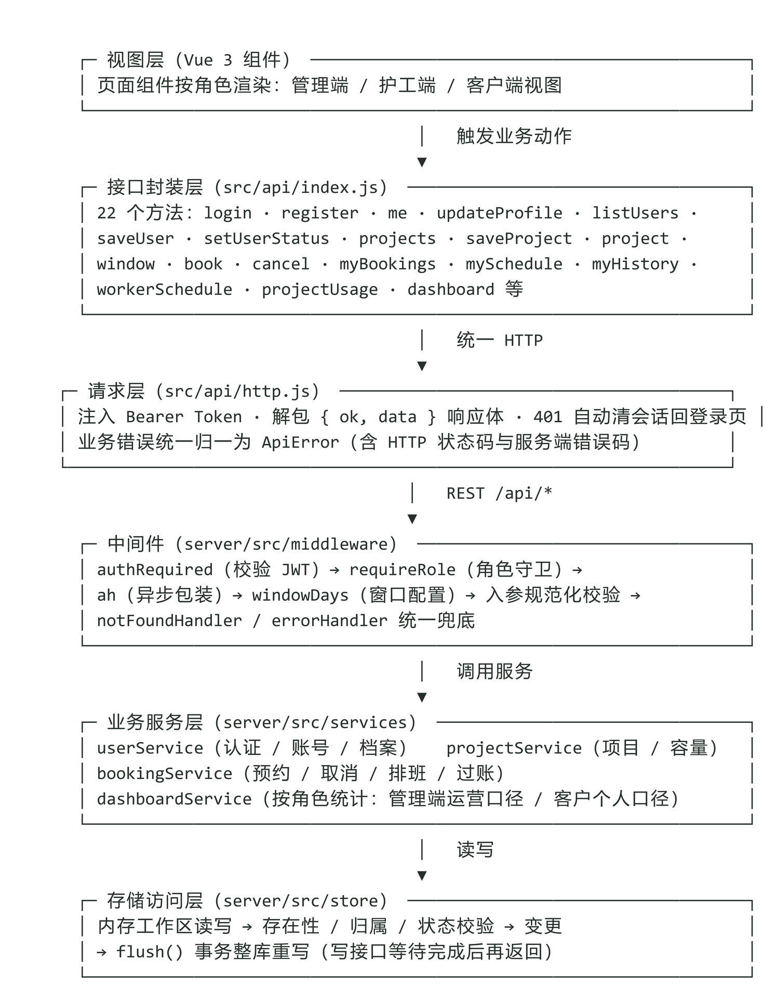 视图层 (Vue 3 组件)
页面组件按角色渲染: 管理端 / 护工端 / 客户端视图
触发业务动作
接口封装层 (src/api/index.js)
22 个方法: login · register · me · updateProfile · listUsers ·
saveUser · setUserStatus · projects · saveProject · project ·
window · book · cancel · myBookings · mySchedule · myHistory ·
workerSchedule · projectUsage · dashboard 等
统一 HTTP
请求层 (src/api/http.js)
注入 Bearer Token · 解包 { ok, data } 响应体 · 401 自动清会话回登录页
业务错误统一归一为 ApiError (含 HTTP 状态码与服务端错误码)
REST /api/*
中间件 (server/src/middleware)
authRequired (校验 JWT) → requireRole (角色守卫) →
ah (异步包装) → windowDays (窗口配置) → 入参规范化校验 →
notFoundHandler / errorHandler 统一兜底
调用服务
业务服务层 (server/src/services)
userService (认证 / 账号 / 档案) projectService (项目 / 容量)
bookingService (预约 / 取消 / 排班 / 过账)
dashboardService (按角色统计: 管理端运营口径 / 客户个人口径)
读写
存储访问层 (server/src/store)
内存工作区读写 → 存在性 / 归属 / 状态校验 → 变更
→ flush() 事务整库重写 (写接口等待完成后再返回)